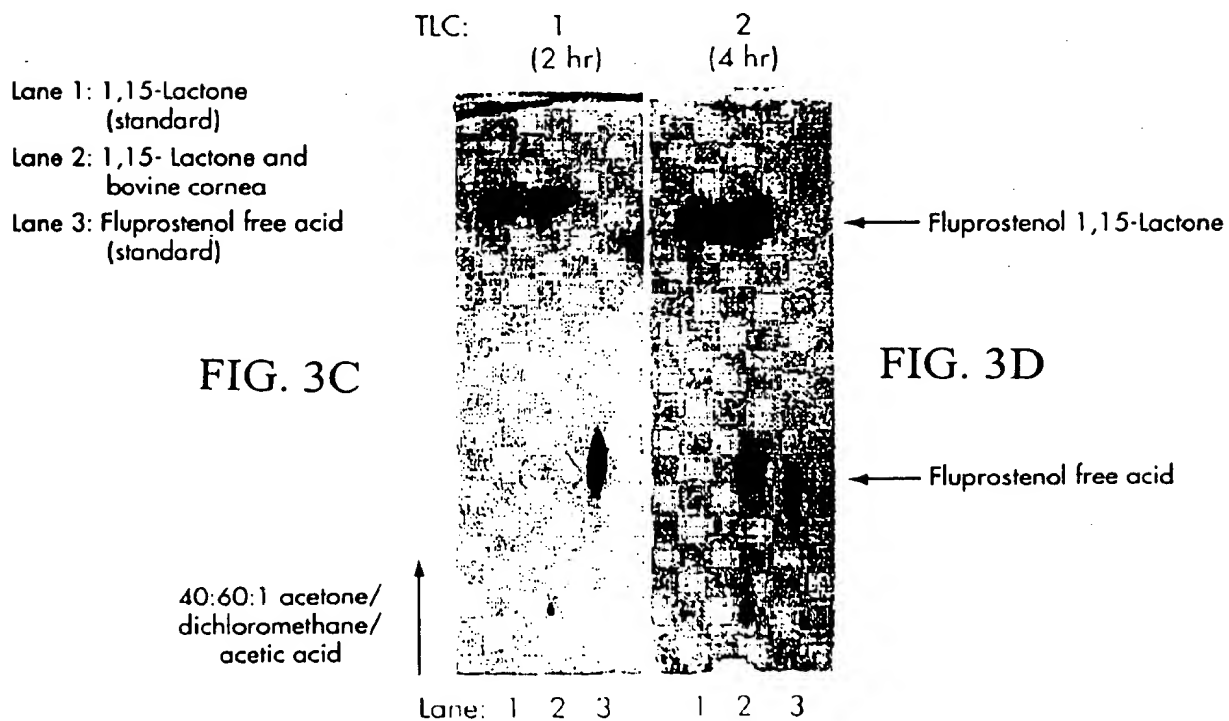 TLC: 1 2
(2 hr) (4 hr)
Lane 1: 1,15-Lactone
(standard)
Lane 2: 1,15- Lactone and
bovine cornea
Lane 3: Fluprostenol free acid
(standard)
Fluprostenol 1,15-Lactone
FIG. 3C
FIG. 3D
Fluprostenol free acid
40:60:1 acetone/
dichloromethane/
acetic acid
Lane: 1 2 3 1 2 3